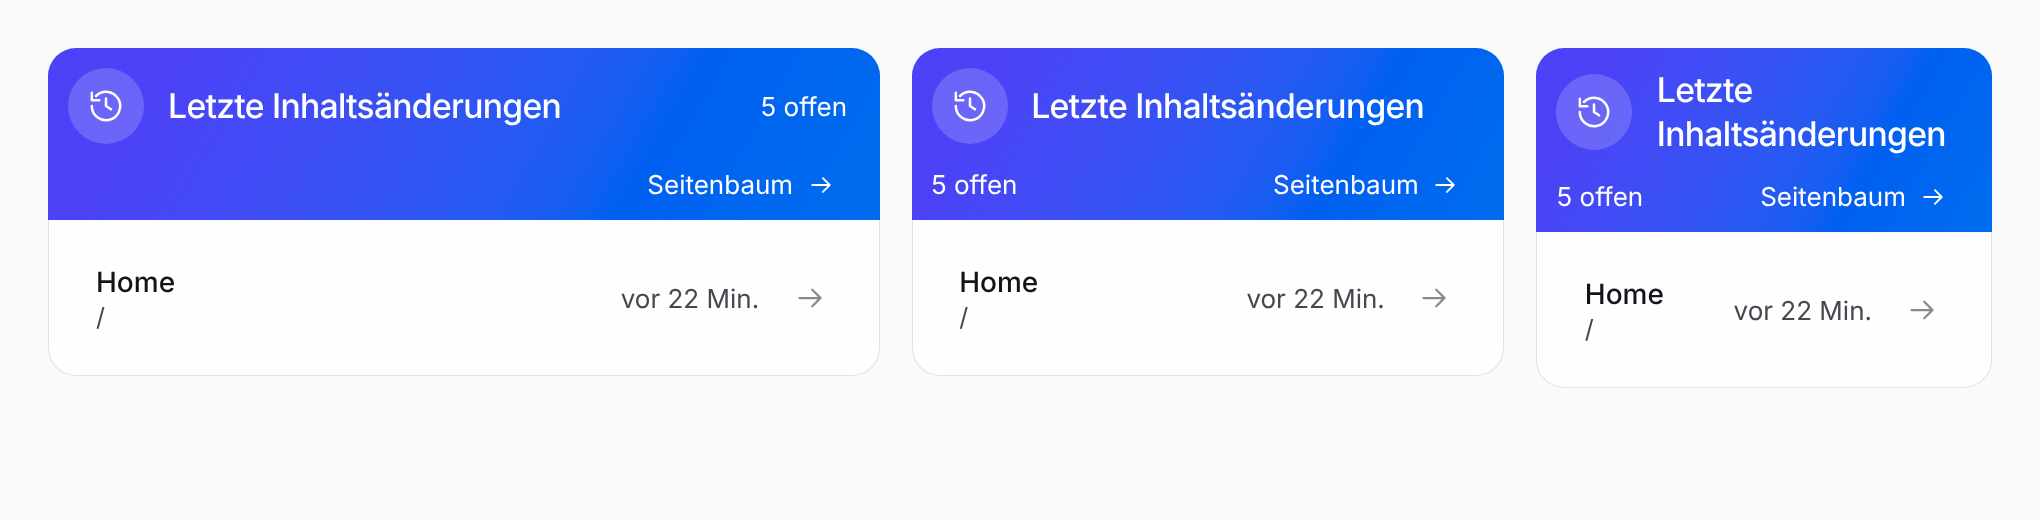 Letzte Inhaltsänderungen
5 offen
Seitenbaum
Home
/
vor 22 Min.
Letzte Inhaltsänderungen
5 offen
Seitenbaum
Home
/
vor 22 Min.
Letzte
Inhaltsänderungen
5 offen
Seitenbaum
Home
/
vor 22 Min.